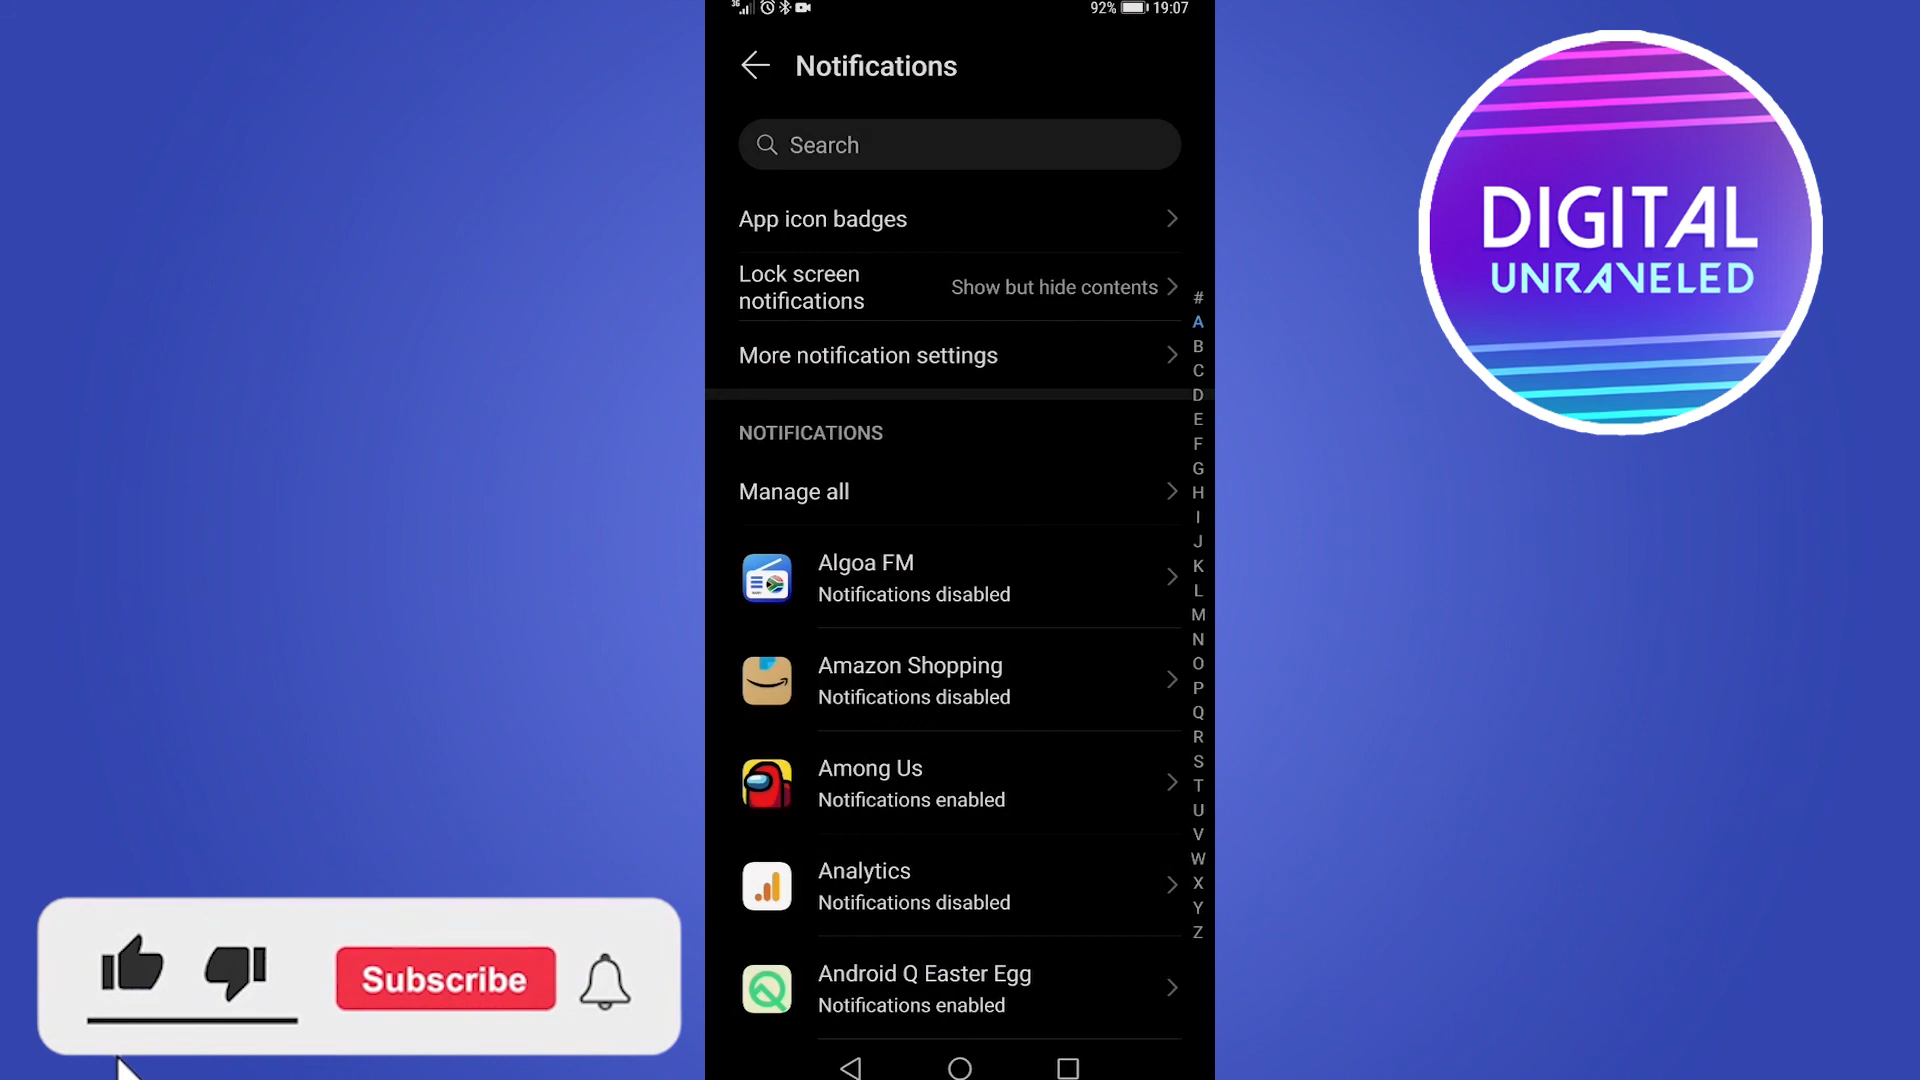 3G
92%
19:07
Notifications
Search
App icon badges
Lock screen
notifications
Show but hide contents
More notification settings
NOTIFICATIONS
Manage all
Algoa FM
Notifications disabled
Amazon Shopping
Notifications disabled
Among Us
Notifications enabled
Analytics
Notifications disabled
Android Q Easter Egg
Notifications enabled
#
A
B
C
D
E
F
G
H
I
J
K
L
M
N
O
P
Q
R
S
T
U
V
W
X
Y
Z
DIGITAL
UNRAVELED
Subscribe